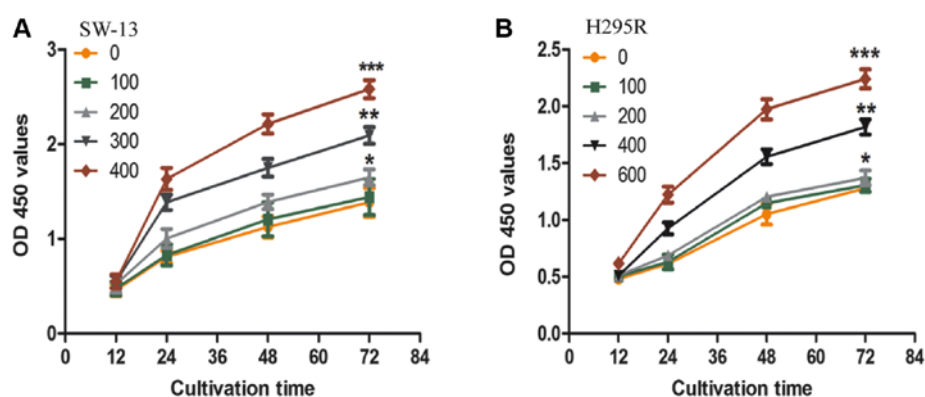 A
SW-13
0
100
200
300
400
OD 450 values
3
2
1
0
***
**
*
0 12 24 36 48 60 72 84
Cultivation time
B
H295R
0
100
200
400
600
OD 450 values
2.5
2.0
1.5
1.0
0.5
0.0
***
**
*
0 12 24 36 48 60 72 84
Cultivation time